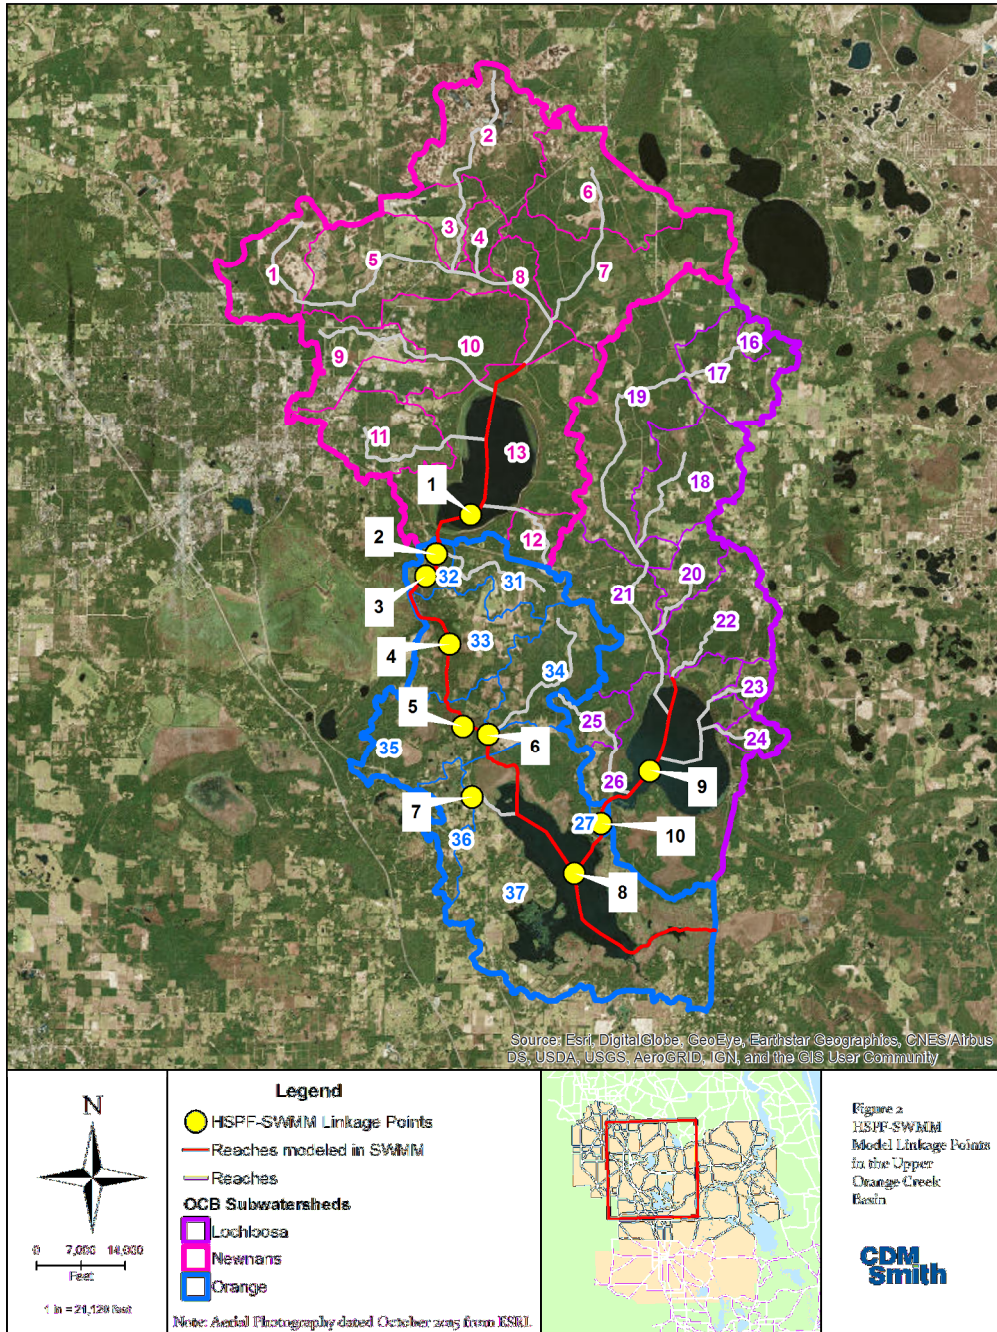 2
6
3
4
1
5
8
7
16
10
17
9
19
11
13
18
1
2
12
32
31
20
3
21
22
4
33
34
23
5
25
24
35
6
26
9
7
27
10
36
37
8
Source: Esri, DigitalGlobe, GeoEye, Earthstar Geographics, CNES/Airbus
DS, USDA, USGS, AeroGRID, IGN, and the GIS User Community
N
0 7,000 14,000
Feet
1 in = 21,120 feet
Legend
HSPF-SWMM Linkage Points
Reaches modeled in SWMM
Reaches
OCB Subwatersheds
Lochloosa
Newnans
Orange
Note: Aerial Photography dated October 2015 from ESRI.
Figure 2
HSPF-SWMM
Model Linkage Points
in the Upper
Orange Creek
Basin
CDM
Smith